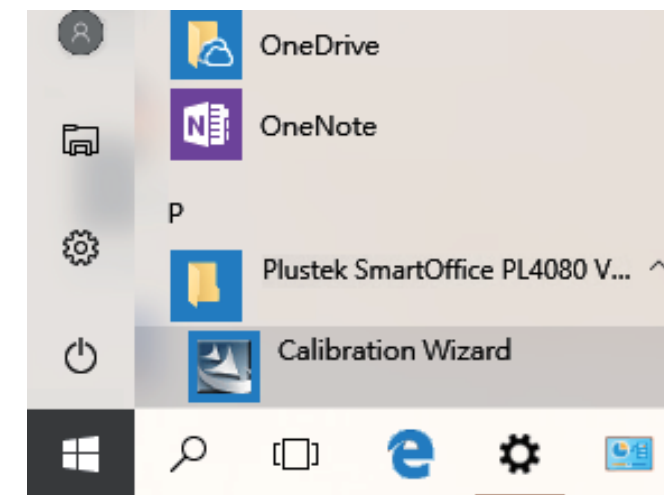 OneDrive
OneNote
P
Plustek SmartOffice PL4080 V...
Calibration Wizard